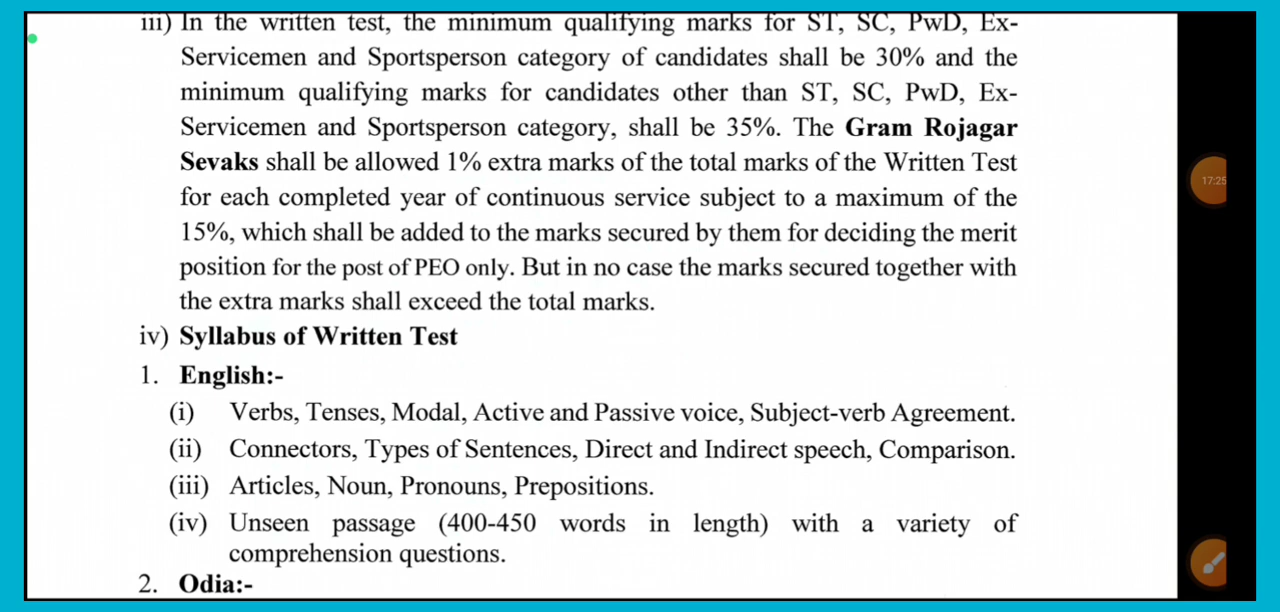 iii) In the written test, the minimum qualifying marks for ST, SC, PwD, Ex-
Servicemen and Sportsperson category of candidates shall be 30% and the
minimum qualifying marks for candidates other than ST, SC, PwD, Ex-
Servicemen and Sportsperson category, shall be 35%. The Gram Rojagar
Sevaks shall be allowed 1% extra marks of the total marks of the Written Test
for each completed year of continuous service subject to a maximum of the
15%, which shall be added to the marks secured by them for deciding the merit
position for the post of PEO only. But in no case the marks secured together with
the extra marks shall exceed the total marks.
iv) Syllabus of Written Test
1. English:-
(i) Verbs, Tenses, Modal, Active and Passive voice, Subject-verb Agreement.
(ii) Connectors, Types of Sentences, Direct and Indirect speech, Comparison.
(iii) Articles, Noun, Pronouns, Prepositions.
(iv) Unseen passage (400-450 words in length) with a variety of
comprehension questions.
2. Odia:-
17:25